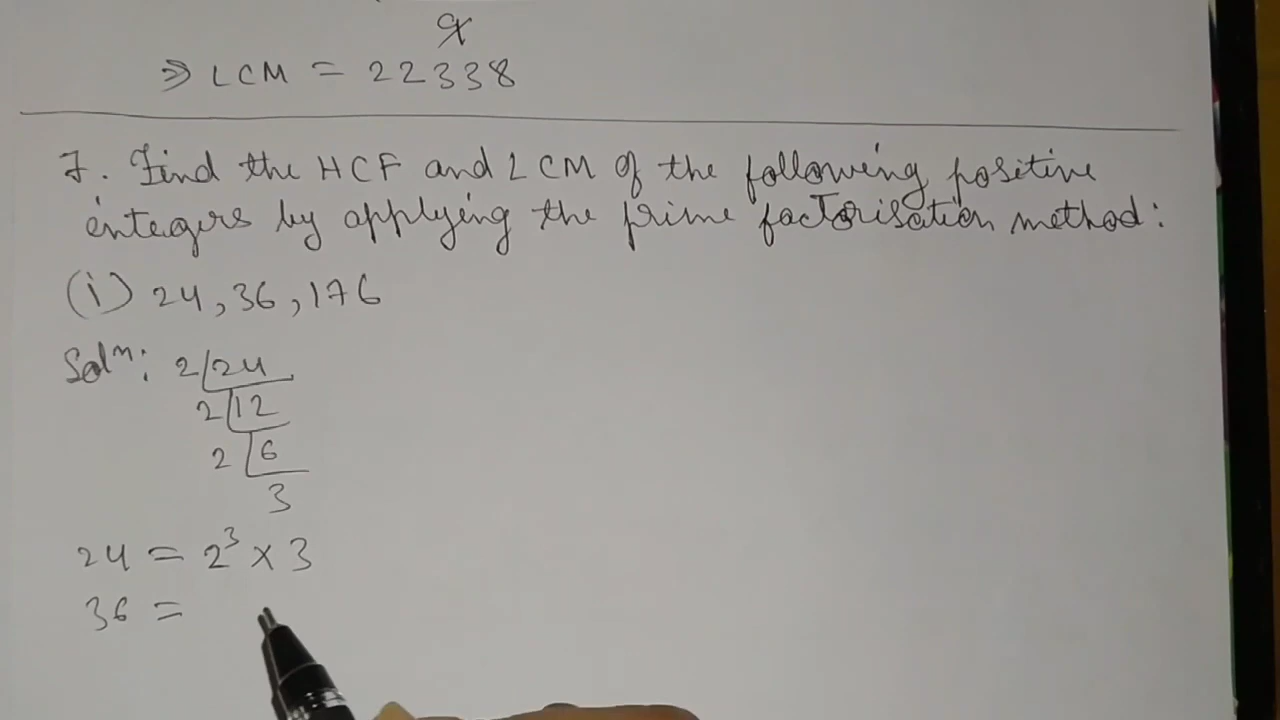 9
⇒ LCM = 22338
7. Find the HCF and LCM of the following positive
integers by applying the prime factorisation method:
(i) 24, 36, 176
Solⁿ: 2 24
2 12
2 6
3
24 = 2³ × 3
36 =